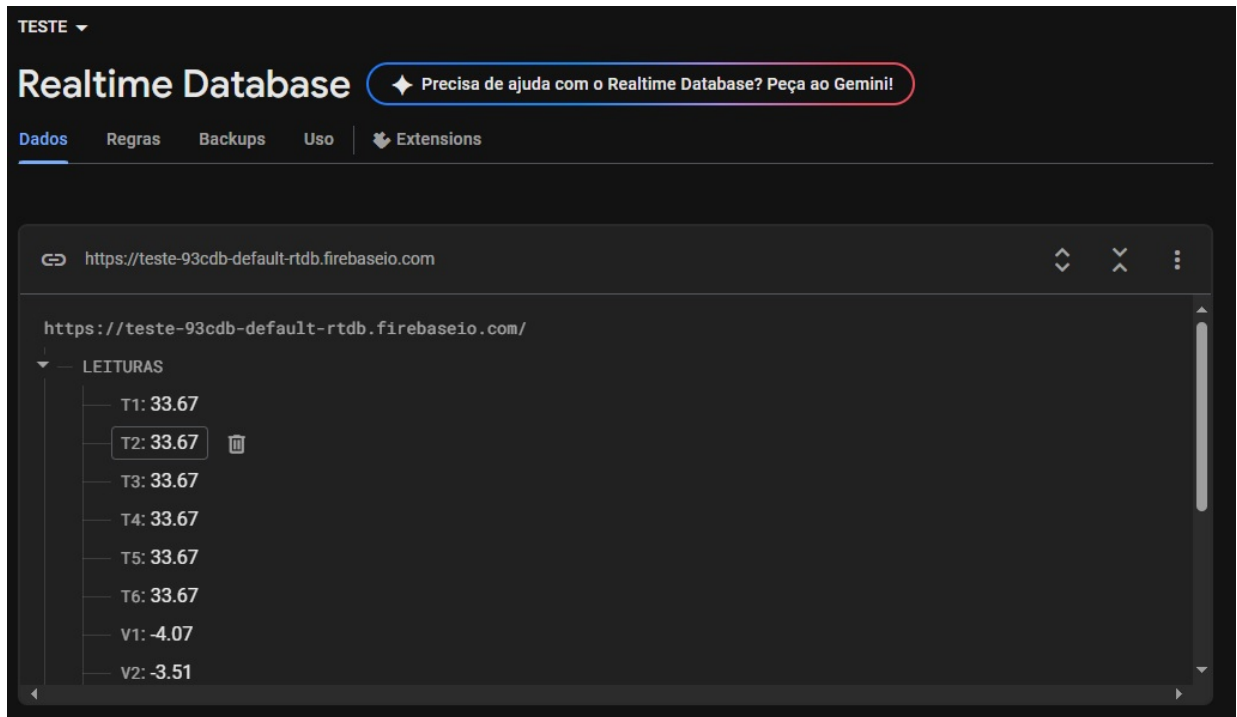 TESTE
Realtime Database
Precisa de ajuda com o Realtime Database? Peça ao Gemini!
Dados Regras Backups Uso Extensions
https://teste-93cdb-default-rtdb.firebaseio.com
https://teste-93cdb-default-rtdb.firebaseio.com/
LEITURAS
T1: 33.67
T2: 33.67
T3: 33.67
T4: 33.67
T5: 33.67
T6: 33.67
V1: -4.07
V2: -3.51